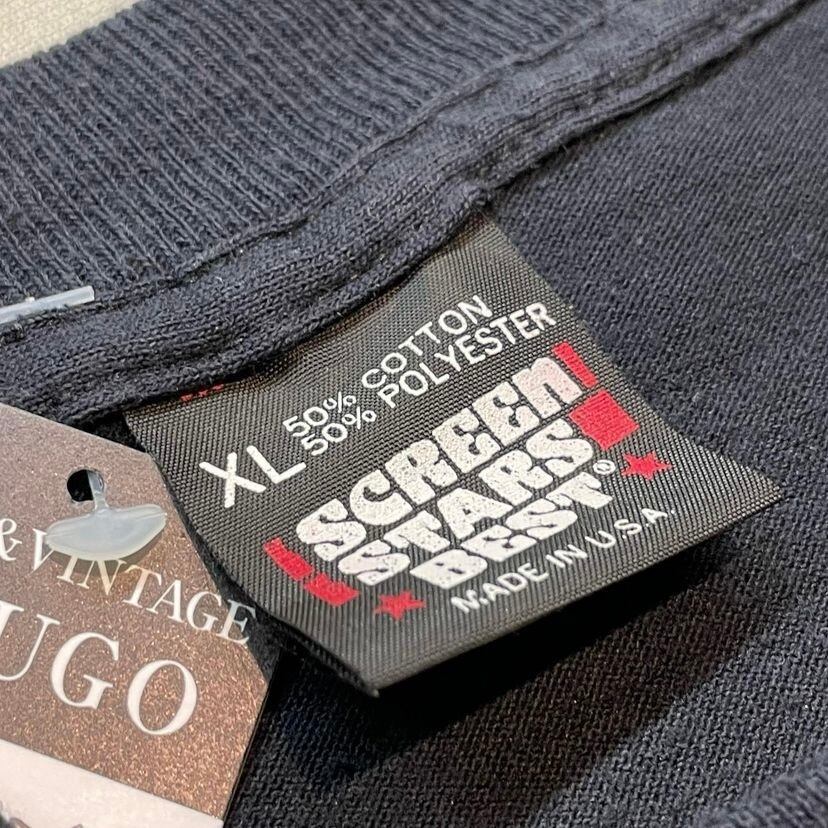 XL
50% COTTON
50% POLYESTER
SCREEN
STARS
BEST®
MADE IN U.S.A.
& VINTAGE
UGO